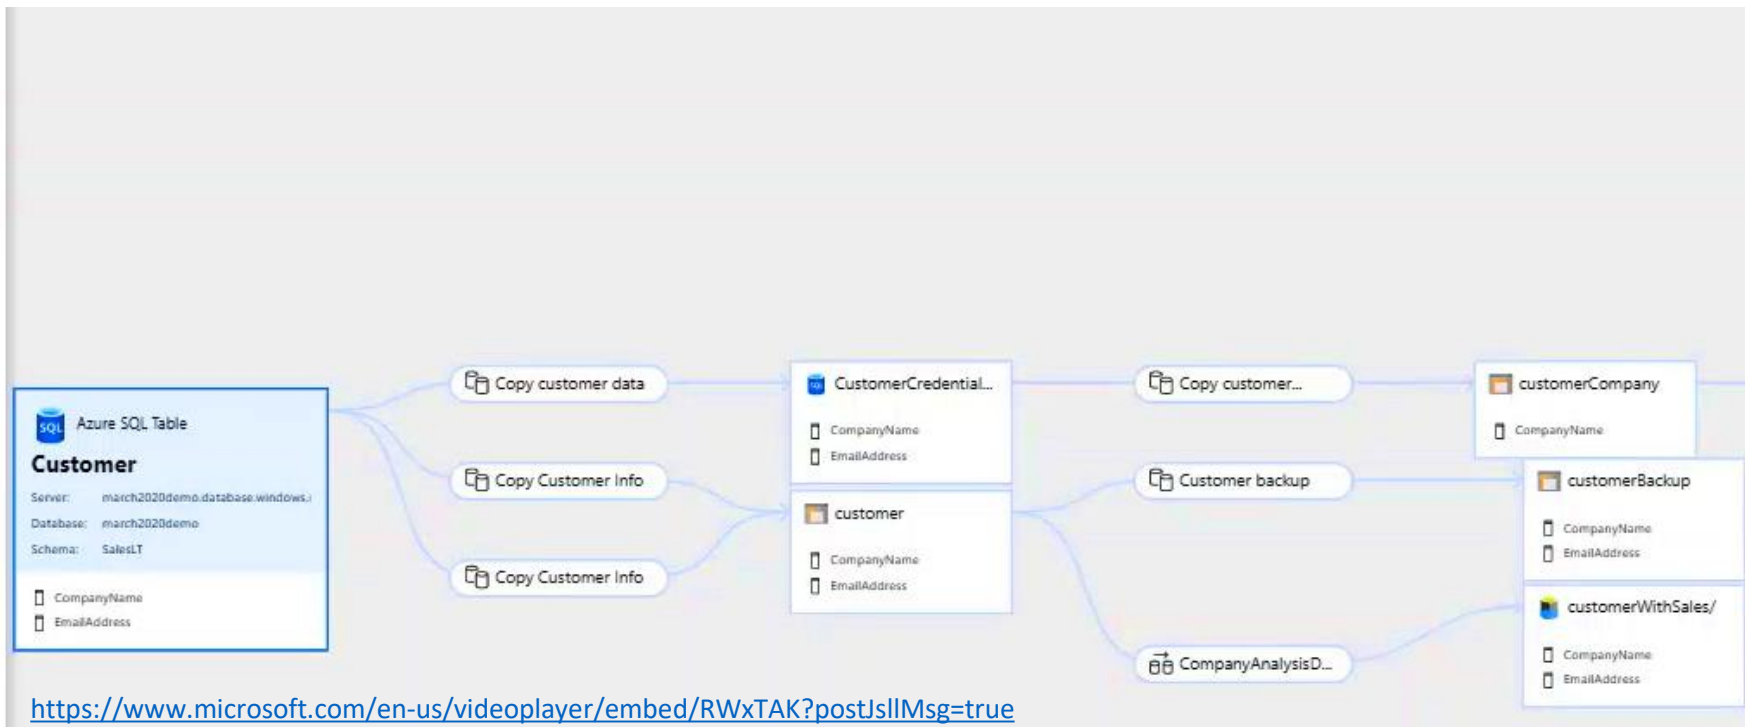 Azure SQL Table
Customer
Server: march2020demo.database.windows.
Database: march2020demo
Schema: SalesLT
CompanyName
EmailAddress
Copy customer data
Copy Customer Info
Copy Customer Info
CustomerCredential...
CompanyName
EmailAddress
customer
CompanyName
EmailAddress
Copy customer...
Customer backup
CompanyAnalysisD...
customerCompany
CompanyName
customerBackup
CompanyName
EmailAddress
customerWithSales/
CompanyName
EmailAddress
https://www.microsoft.com/en-us/videoplayer/embed/RWxTAK?postJsllMsg=true